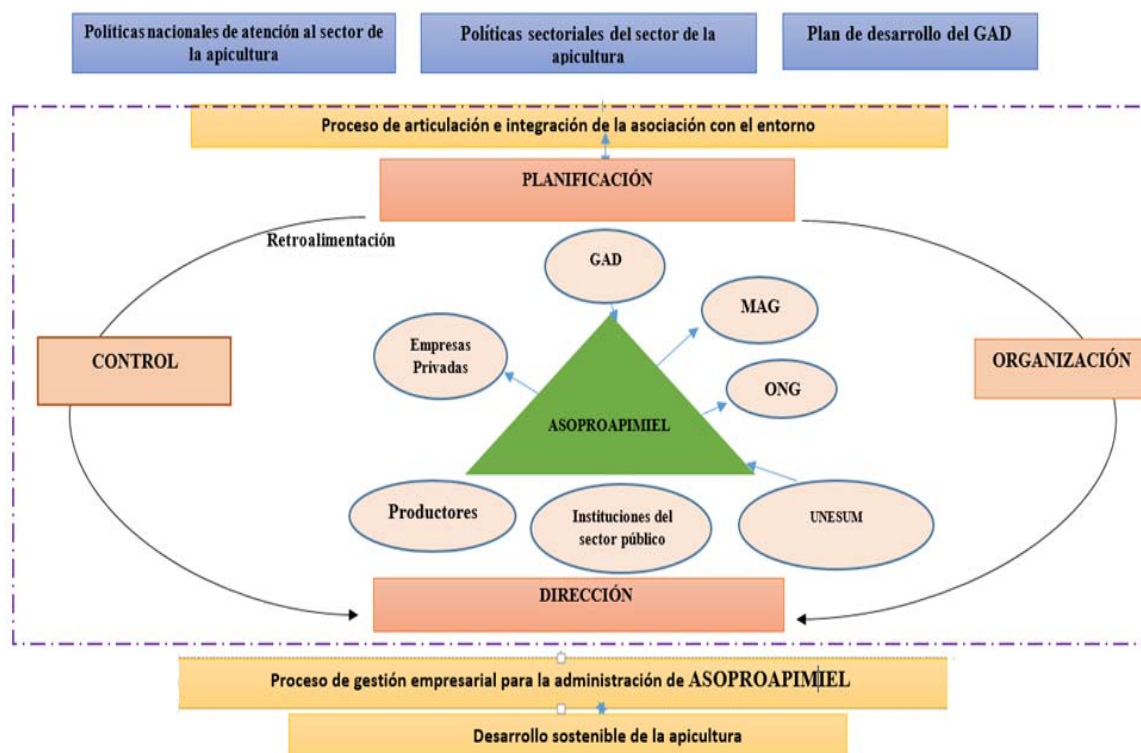 Políticas nacionales de atención al sector de
la apicultura
Políticas sectoriales del sector de la
apicultura
Plan de desarrollo del GAD
Proceso de articulación e integración de la asociación con el entorno
PLANIFICACIÓN
Retroalimentación
GAD
MAG
Empresas
Privadas
CONTROL
ORGANIZACIÓN
ONG
ASOPROAPIMIEL
Productores
Instituciones del
sector público
UNESUM
DIRECCIÓN
Proceso de gestión empresarial para la administración de ASOPROAPIMIEL
Desarrollo sostenible de la apicultura